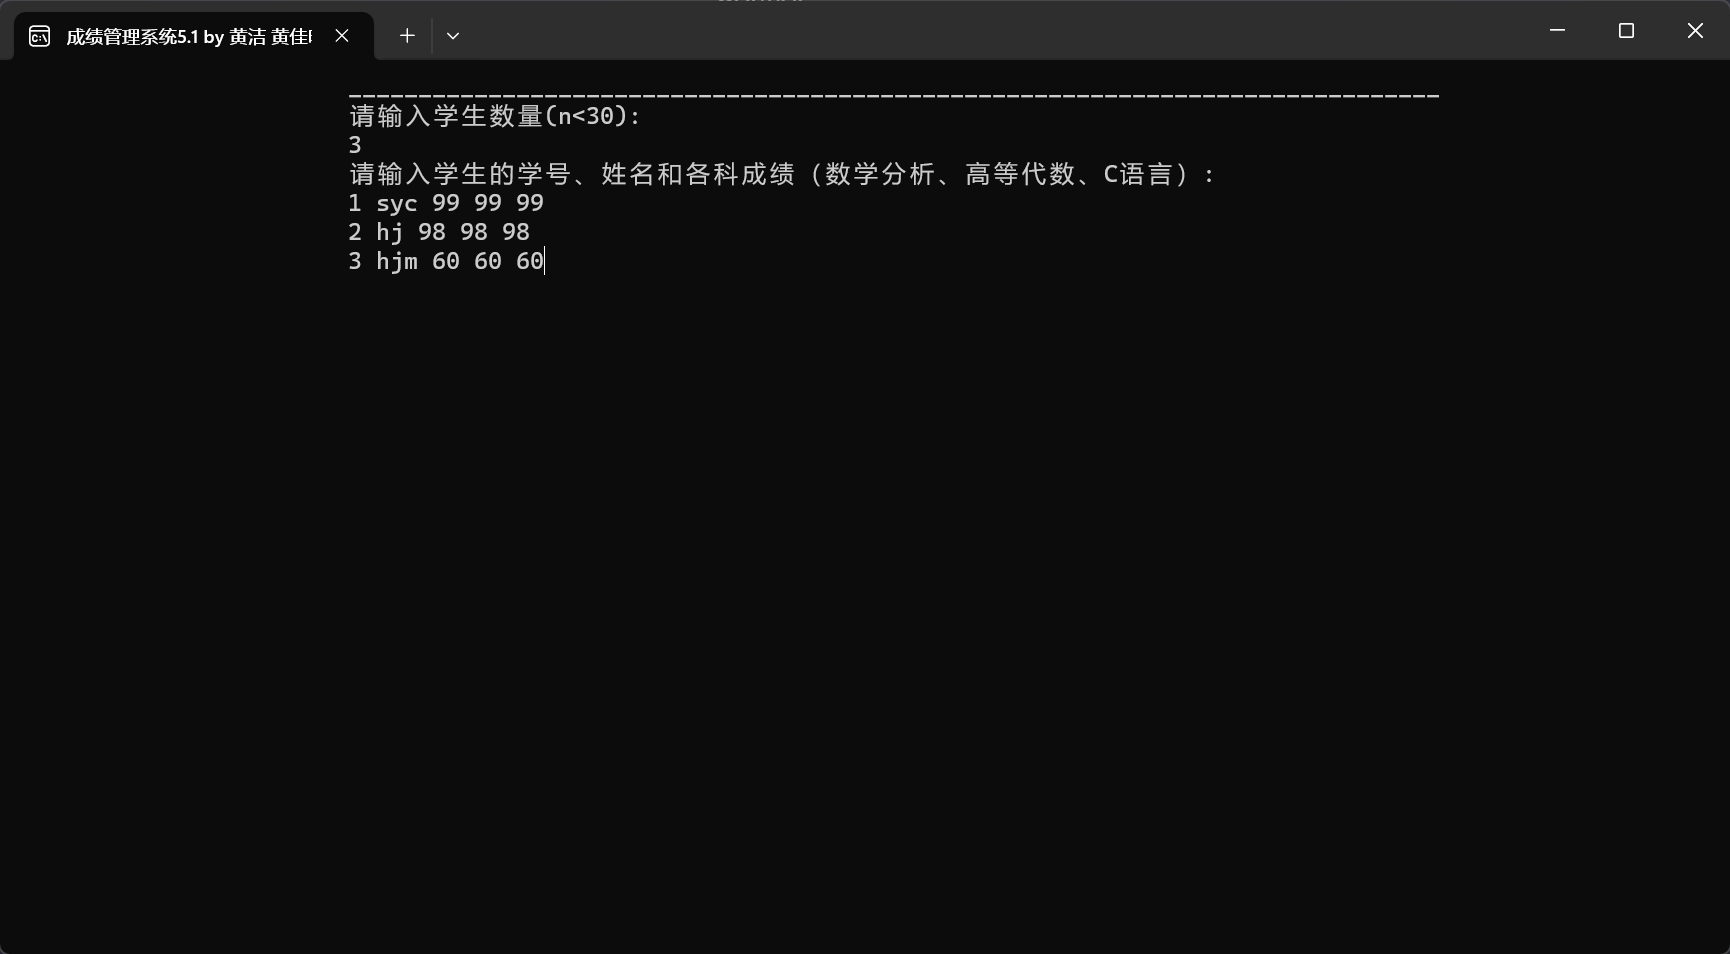 成绩管理系统5.1 by 黄洁 黄佳
请输入学生数量(n<30):
3
请输入学生的学号、姓名和各科成绩（数学分析、高等代数、C语言）:
1 syc 99 99 99
2 hj 98 98 98
3 hjm 60 60 60